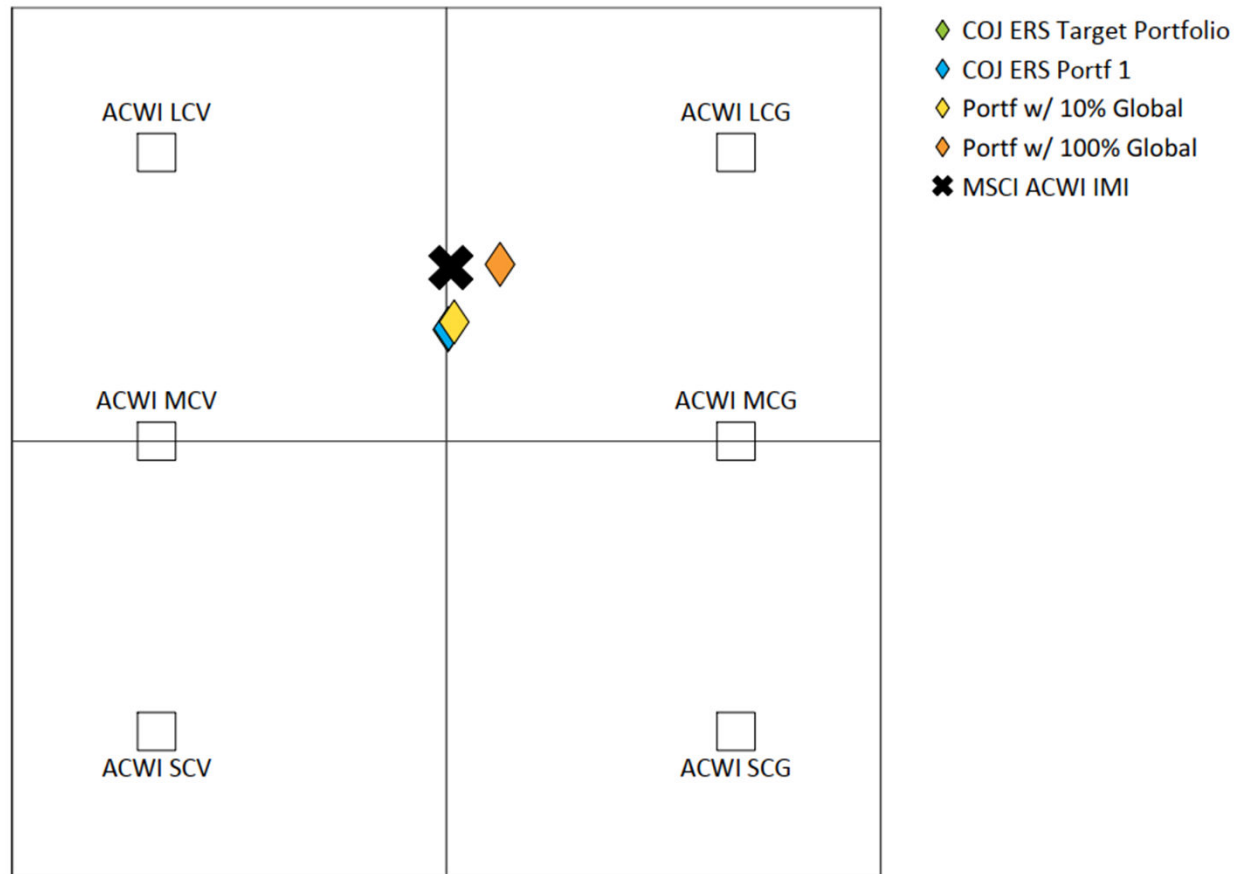 COJ ERS Target Portfolio
COJ ERS Portf 1
Portf w/ 10% Global
Portf w/ 100% Global
MSCI ACWI IMI
ACWI LCV
ACWI LCG
ACWI MCV
ACWI MCG
ACWI SCV
ACWI SCG